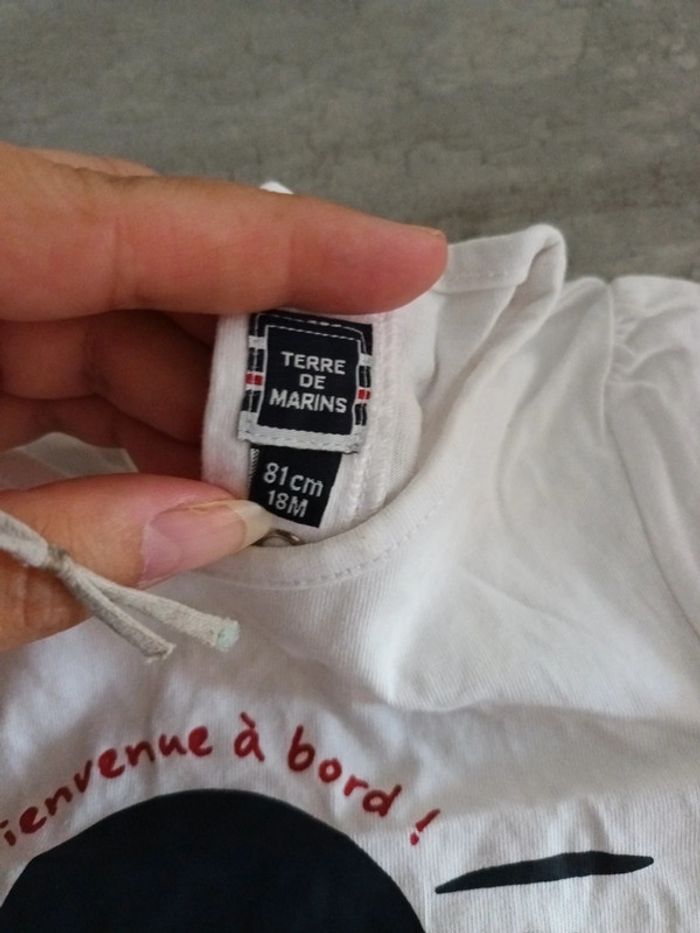 TERRE
DE
MARINS
81cm
18M
ienvenue à bord !